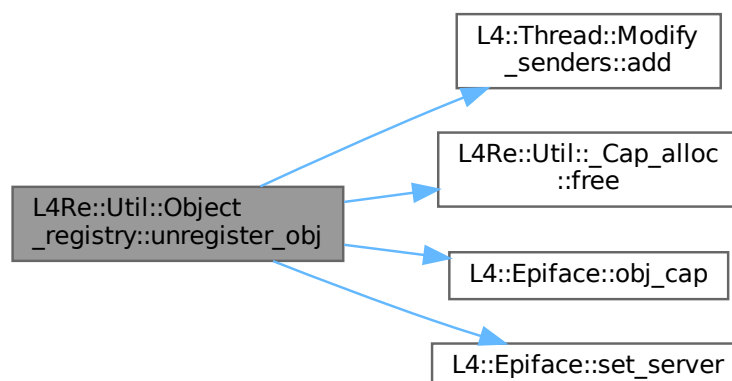 L4::Thread::Modify
_senders::add
L4Re::Util::_Cap_alloc
::free
L4Re::Util::Object
_registry::unregister_obj
L4::Epiface::obj_cap
L4::Epiface::set_server